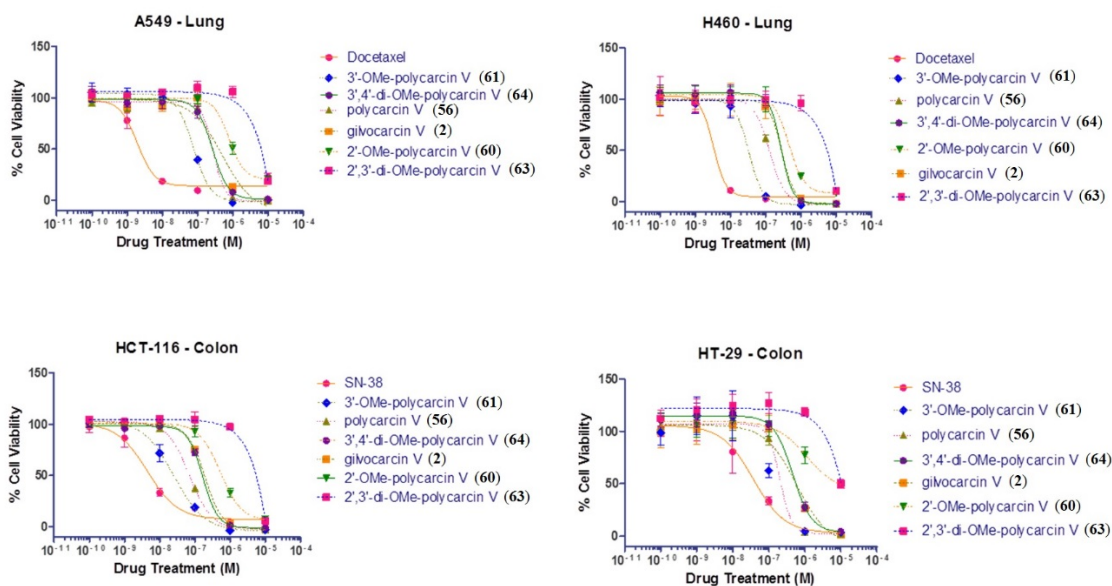 A549 - Lung
150
100
50
0
% Cell Viability
10⁻¹¹ 10⁻¹⁰ 10⁻⁹ 10⁻⁸ 10⁻⁷ 10⁻⁶ 10⁻⁵ 10⁻⁴
Drug Treatment (M)
Docetaxel
3'-OMe-polycarcin V (61)
3',4'-di-OMe-polycarcin V (64)
polycarcin V (56)
gilvocarcin V (2)
2'-OMe-polycarcin V (60)
2',3'-di-OMe-polycarcin V (63)
H460 - Lung
150
100
50
0
% Cell Viability
10⁻¹¹ 10⁻¹⁰ 10⁻⁹ 10⁻⁸ 10⁻⁷ 10⁻⁶ 10⁻⁵ 10⁻⁴
Drug Treatment (M)
Docetaxel
3'-OMe-polycarcin V (61)
polycarcin V (56)
3',4'-di-OMe-polycarcin V (64)
2'-OMe-polycarcin V (60)
gilvocarcin V (2)
2',3'-di-OMe-polycarcin V (63)
HCT-116 - Colon
150
100
50
0
% Cell Viability
10⁻¹¹ 10⁻¹⁰ 10⁻⁹ 10⁻⁸ 10⁻⁷ 10⁻⁶ 10⁻⁵ 10⁻⁴
Drug Treatment (M)
SN-38
3'-OMe-polycarcin V (61)
polycarcin V (56)
3',4'-di-OMe-polycarcin V (64)
gilvocarcin V (2)
2'-OMe-polycarcin V (60)
2',3'-di-OMe-polycarcin V (63)
HT-29 - Colon
150
100
50
0
% Cell Viability
10⁻¹¹ 10⁻¹⁰ 10⁻⁹ 10⁻⁸ 10⁻⁷ 10⁻⁶ 10⁻⁵ 10⁻⁴
Drug Treatment (M)
SN-38
3'-OMe-polycarcin V (61)
polycarcin V (56)
3',4'-di-OMe-polycarcin V (64)
gilvocarcin V (2)
2'-OMe-polycarcin V (60)
2',3'-di-OMe-polycarcin V (63)